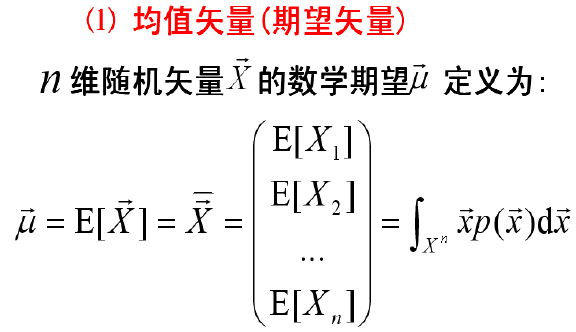 (1) 均值矢量(期望矢量)
n 维随机矢量 $\vec{X}$ 的数学期望 $\vec{\mu}$ 定义为:
$\vec{\mu} = \mathrm{E}[\vec{X}] = \overline{\vec{X}} = \begin{pmatrix} \mathrm{E}[X_1] \\ \mathrm{E}[X_2] \\ ... \\ \mathrm{E}[X_n] \end{pmatrix} = \int_{X^n} \vec{x}p(\vec{x})\mathrm{d}\vec{x}$